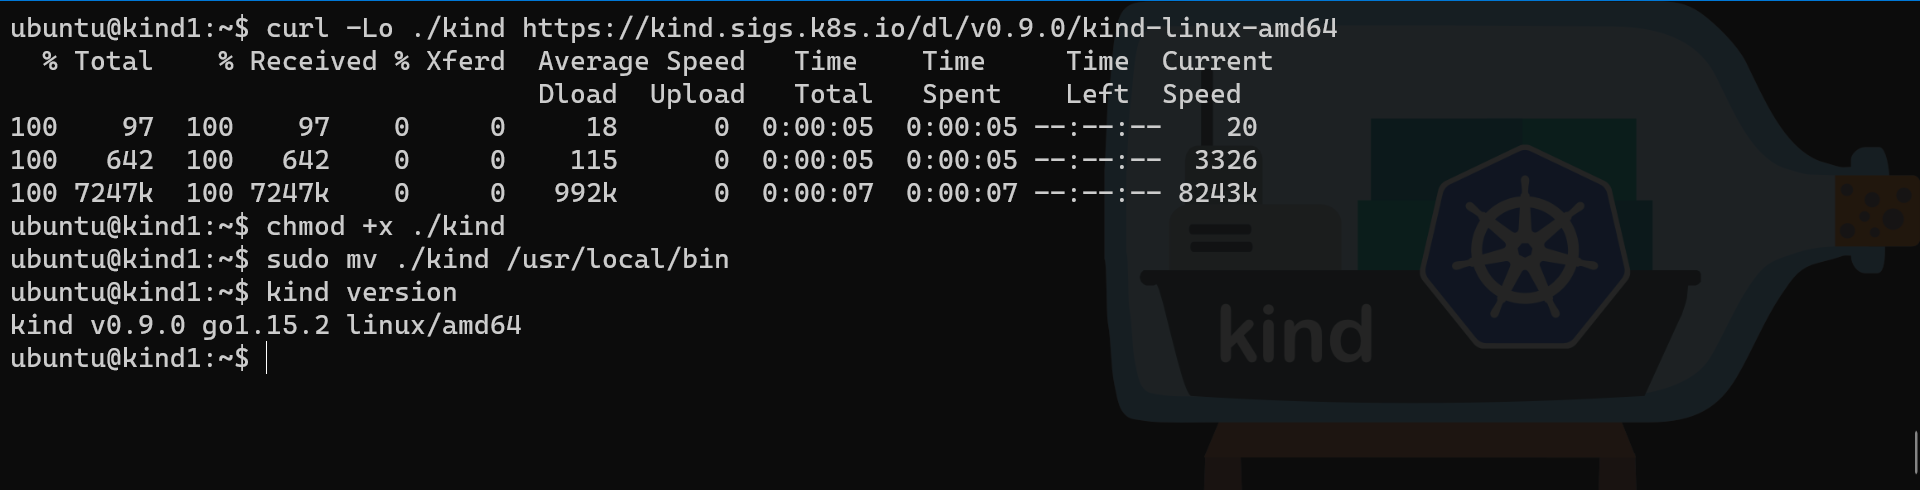 ubuntu@kind1:~$ curl -Lo ./kind https://kind.sigs.k8s.io/dl/v0.9.0/kind-linux-amd64
  % Total    % Received % Xferd  Average Speed   Time    Time     Time  Current
                                 Dload  Upload   Total   Spent    Left  Speed
100    97  100    97    0     0     18      0  0:00:05  0:00:05 --:--:--    20
100   642  100   642    0     0    115      0  0:00:05  0:00:05 --:--:--  3326
100 7247k  100 7247k    0     0   992k      0  0:00:07  0:00:07 --:--:-- 8243k
ubuntu@kind1:~$ chmod +x ./kind
ubuntu@kind1:~$ sudo mv ./kind /usr/local/bin
ubuntu@kind1:~$ kind version
kind v0.9.0 go1.15.2 linux/amd64
ubuntu@kind1:~$
kind